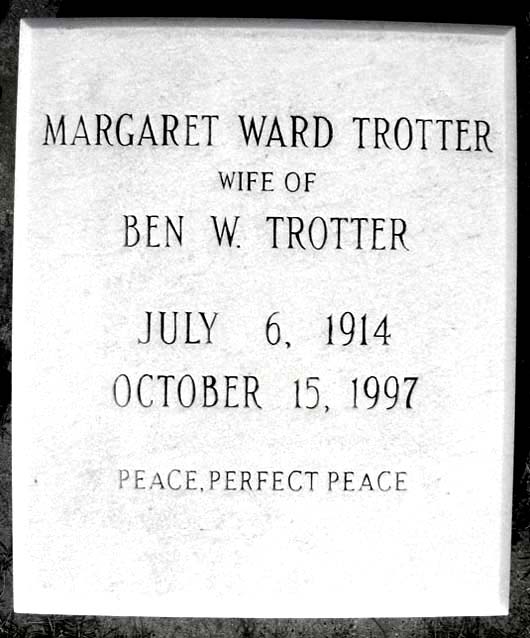 MARGARET WARD TROTTER
WIFE OF
BEN W. TROTTER
JULY 6, 1914
OCTOBER 15, 1997
PEACE, PERFECT PEACE